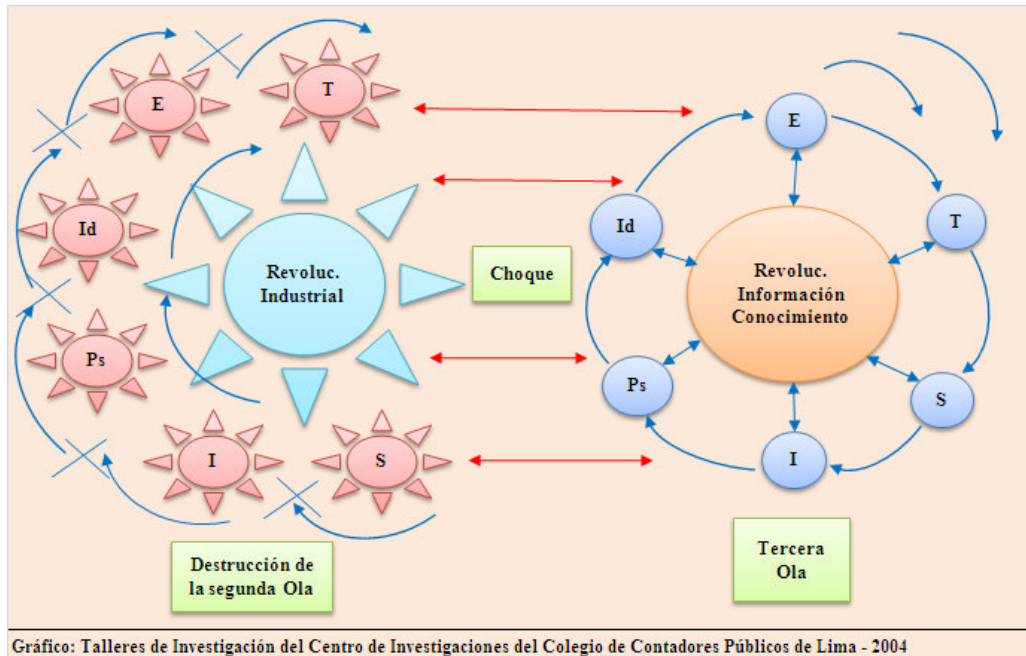 E
T
Id
Ps
I
S
Revoluc.
Industrial
Destrucción de
la segunda Ola
Choque
E
T
S
I
Ps
Id
Revoluc.
Información
Conocimiento
Tercera
Ola
Gráfico: Talleres de Investigación del Centro de Investigaciones del Colegio de Contadores Públicos de Lima - 2004